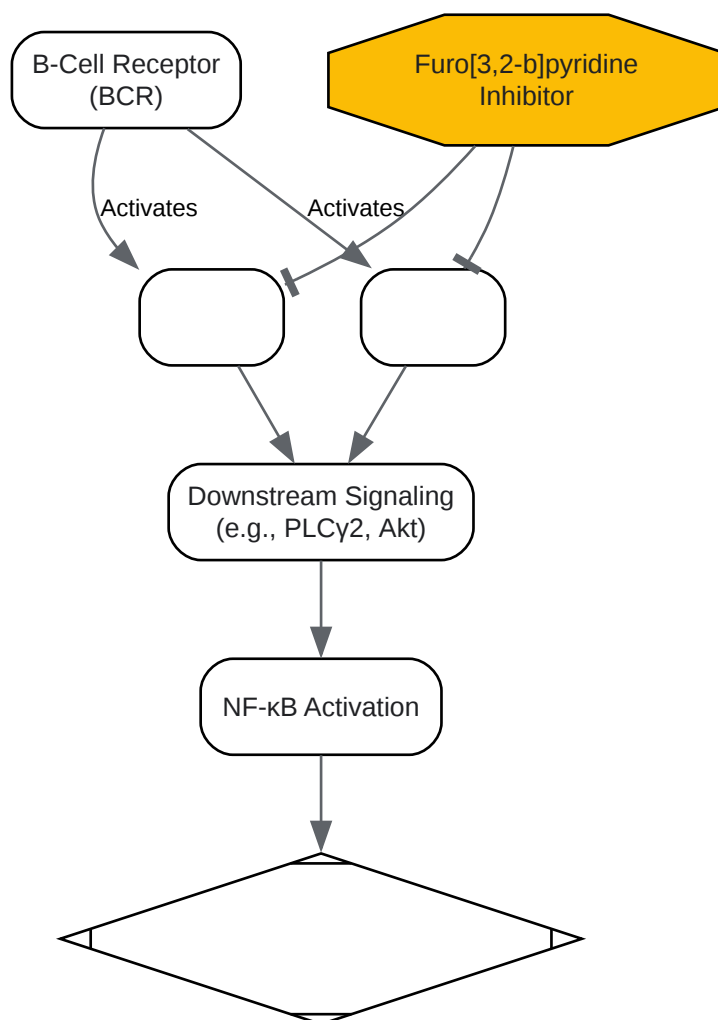 B-Cell Receptor
(BCR)
Furo[3,2-b]pyridine
Inhibitor
Activates
Activates
Downstream Signaling
(e.g., PLCγ2, Akt)
NF-κB Activation